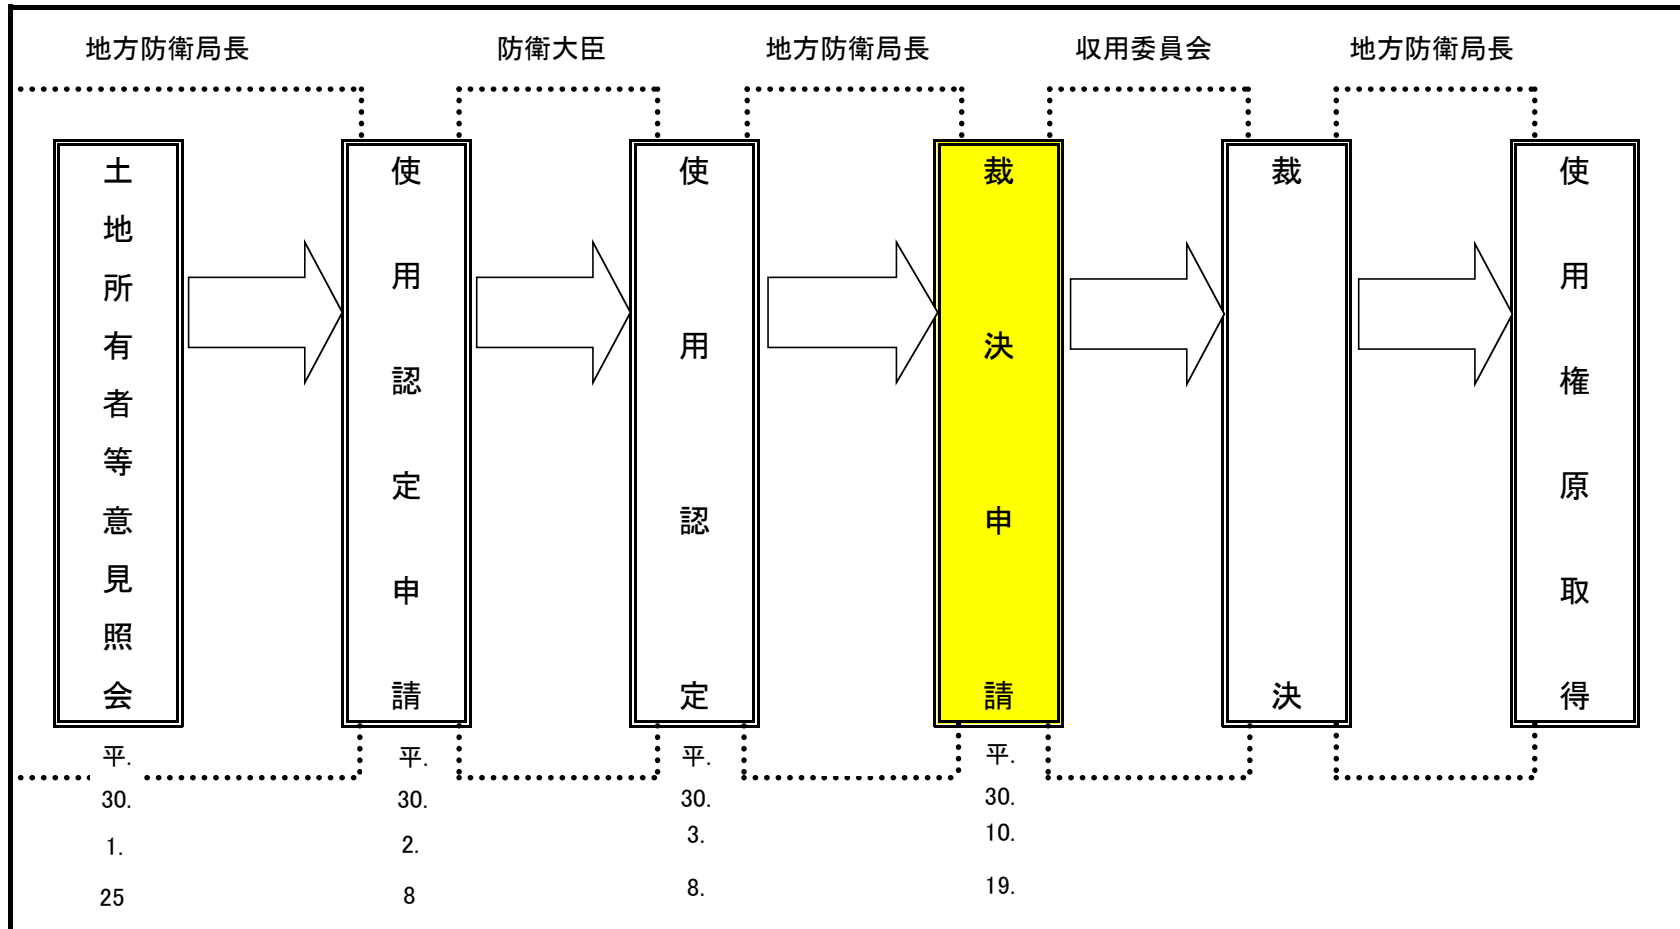 地方防衛局長
防衛大臣
地方防衛局長
収用委員会
地方防衛局長
土地所有者等意見照会
使用認定申請
使用認定
裁決申請
裁決
使用権原取得
平.
30.
1.
25
平.
30.
2.
8
平.
30.
3.
8.
平.
30.
10.
19.